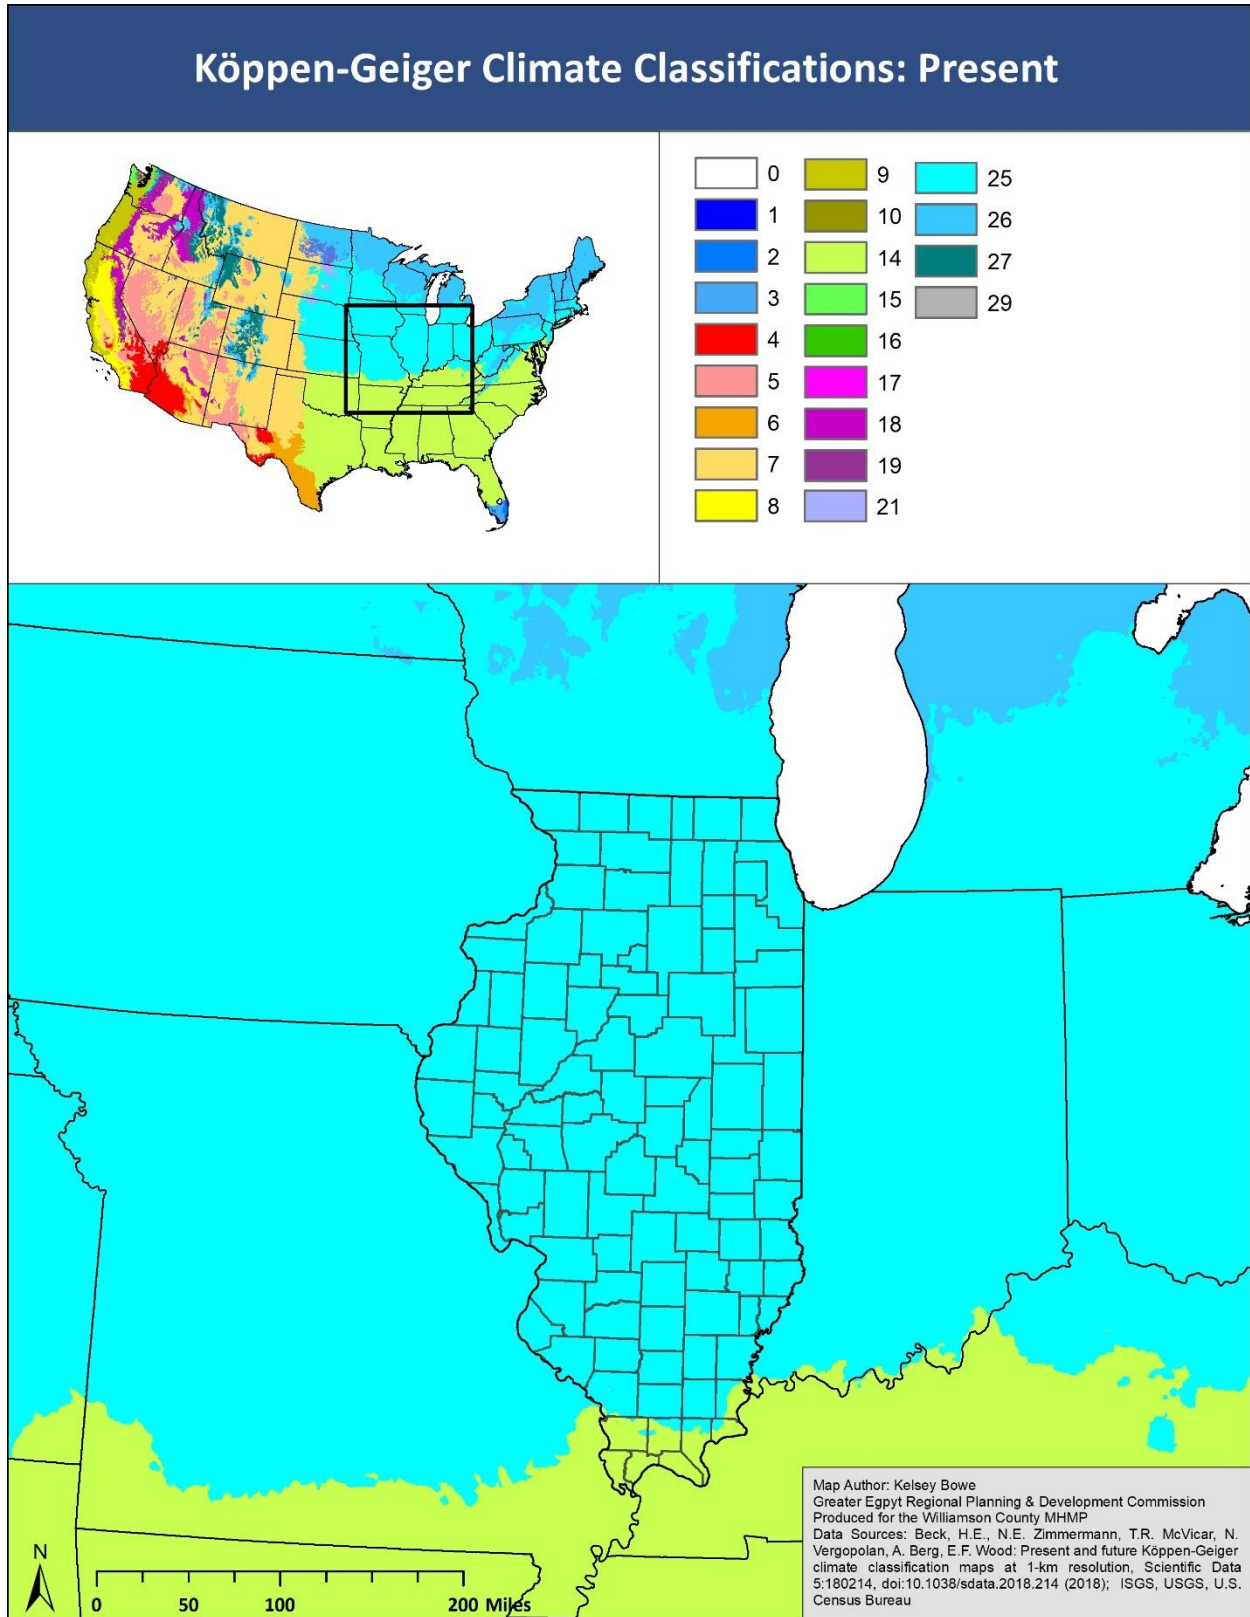 Köppen-Geiger Climate Classifications: Present
0
1
2
3
4
5
6
7
8
9
10
14
15
16
17
18
19
21
25
26
27
29
N
0 50 100 200 Miles
Map Author: Kelsey Bowe
Greater Egpyt Regional Planning & Development Commission
Produced for the Williamson County MHMP
Data Sources: Beck, H.E., N.E. Zimmermann, T.R. McVicar, N.
Vergopolan, A. Berg, E.F. Wood: Present and future Köppen-Geiger
climate classification maps at 1-km resolution, Scientific Data
5:180214, doi:10.1038/sdata.2018.214 (2018); ISGS, USGS, U.S.
Census Bureau